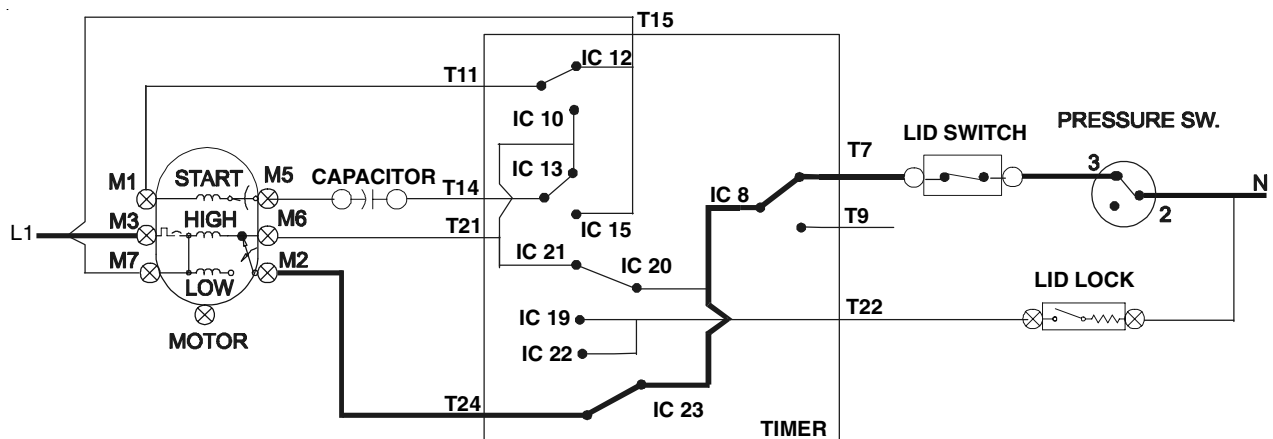 T15
IC 12
T11
IC 10
LID SWITCH
PRESSURE SW.
T7
M1
START
M5
CAPACITOR
T14
IC 13
IC 8
3
N
M3
HIGH
M6
T21
IC 15
T9
2
L1
M7
LOW
M2
IC 21
IC 20
LID LOCK
IC 19
T22
MOTOR
IC 22
T24
IC 23
TIMER